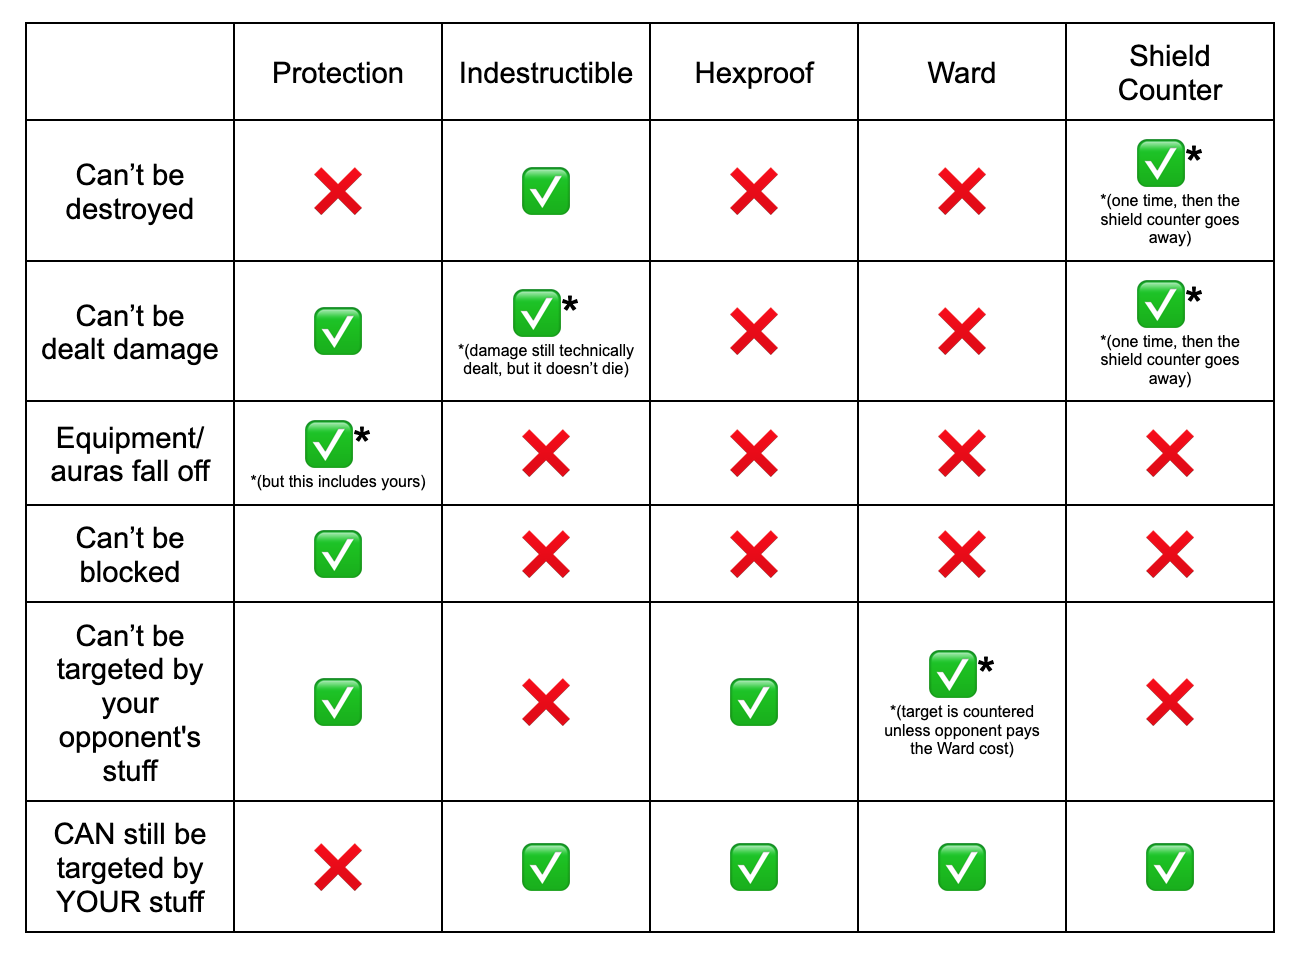 Protection
Indestructible
Hexproof
Ward
Shield
Counter
Can’t be
destroyed
*
*(one time, then the
shield counter goes
away)
Can’t be
dealt damage
*
*(damage still technically
dealt, but it doesn’t die)
*
*(one time, then the
shield counter goes
away)
Equipment/
auras fall off
*
*(but this includes yours)
Can’t be
blocked
Can’t be
targeted by
your
opponent's
stuff
*
*(target is countered
unless opponent pays
the Ward cost)
CAN still be
targeted by
YOUR stuff